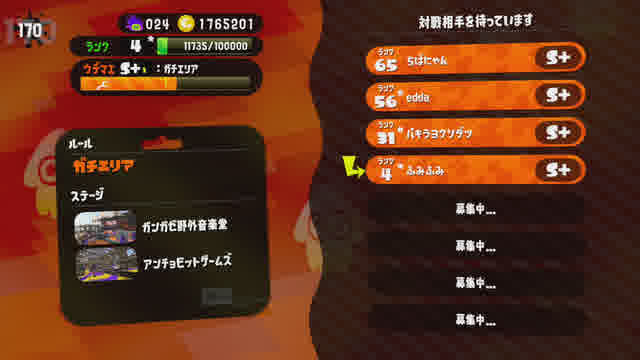 170
024
1765201
ランク 4* 11735/100000
ウデマエ S+1 : ガチエリア
ルール
ガチエリア
ステージ
ガンガゼ野外音楽堂
アンチョビットゲームズ
対戦相手を待っています
ランク 65 ちはにゃん S+
ランク 56* edda S+
ランク 31* バキラヨクソダッ S+
ランク 4* ふみふみ S+
募集中...
募集中...
募集中...
募集中...